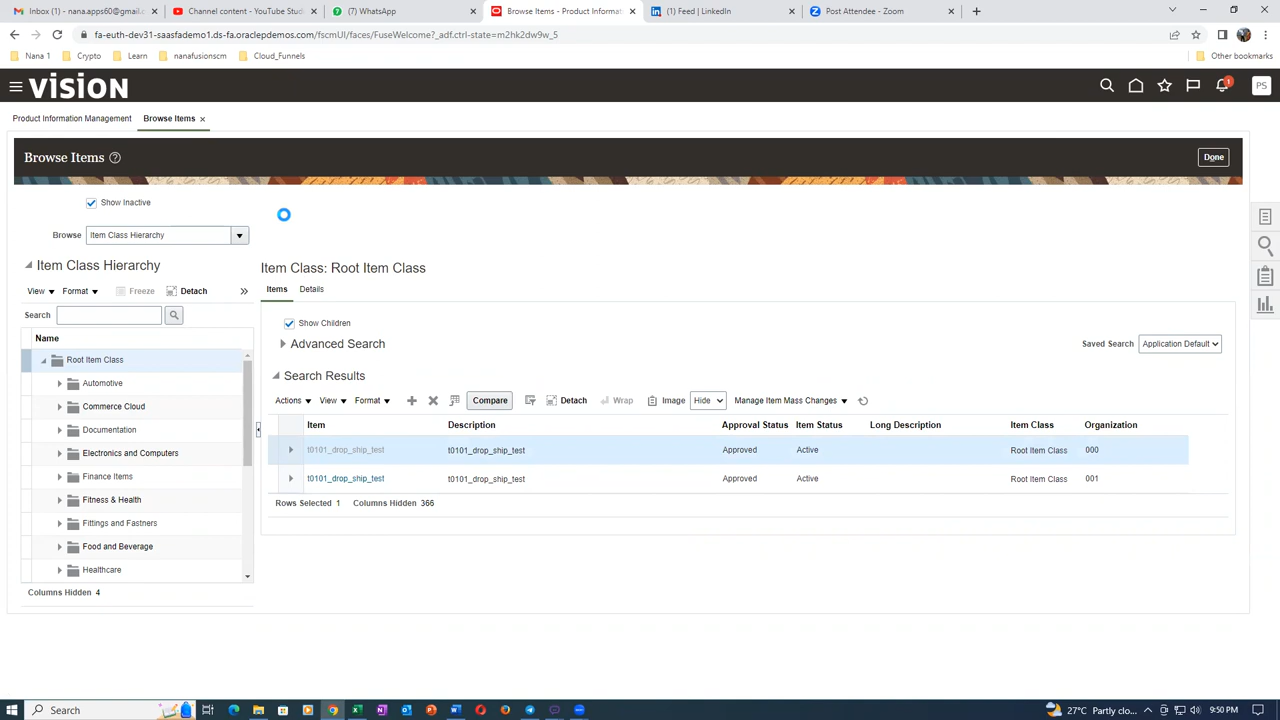 Inbox (1) - nana.apps60@gmail.c
Channel content - YouTube Stud
(7) WhatsApp
Browse Items - Product Informat
(1) Feed | LinkedIn
Post Attendee - Zoom
fa-euth-dev31-saasfademo1.ds-fa.oraclepdemos.com/fscmUI/faces/FuseWelcome?_adf.ctrl-state=m2hk2dw9w_5
Nana 1
Crypto
Learn
nanafusionscm
Cloud_Funnels
Other bookmarks
VISION
1
PS
Product Information Management
Browse Items
Browse Items
Done
Show Inactive
Browse Item Class Hierarchy
Item Class Hierarchy
View Format Freeze Detach
Search
Name
Root Item Class
Automotive
Commerce Cloud
Documentation
Electronics and Computers
Finance Items
Fitness & Health
Fittings and Fastners
Food and Beverage
Healthcare
Columns Hidden 4
Item Class: Root Item Class
Items Details
Show Children
Advanced Search
Saved Search Application Default
Search Results
Actions View Format Compare Detach Wrap Image Hide Manage Item Mass Changes
Item Description Approval Status Item Status Long Description Item Class Organization
t0101_drop_ship_test t0101_drop_ship_test Approved Active Root Item Class 000
t0101_drop_ship_test t0101_drop_ship_test Approved Active Root Item Class 001
Rows Selected 1 Columns Hidden 366
Search
27°C Partly clo...
9:50 PM